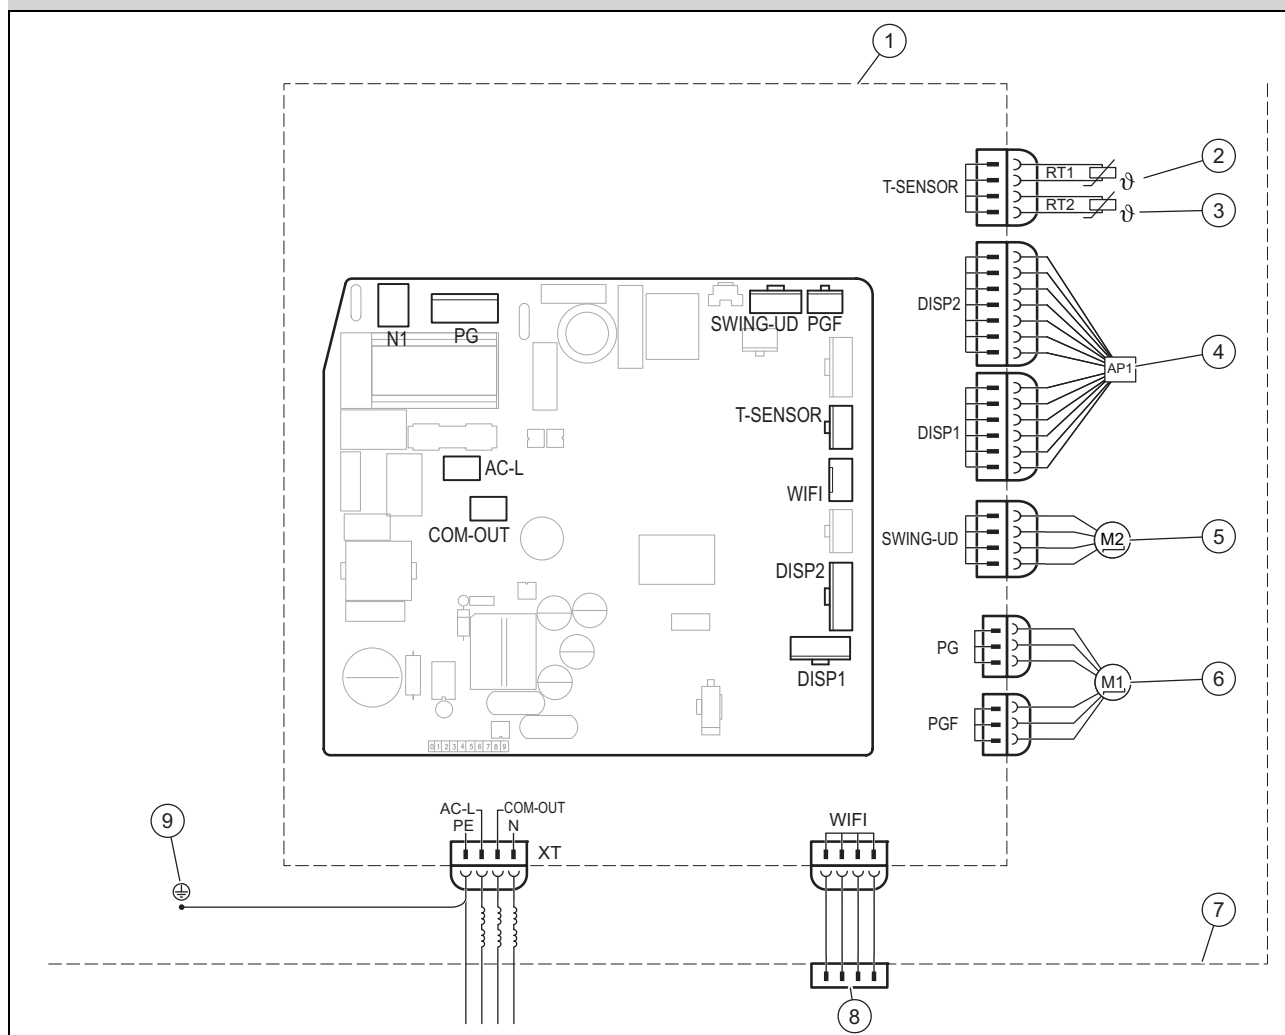 1
2
T-SENSOR
RT1
ϑ
RT2
ϑ
3
DISP2
4
AP1
DISP1
SWING-UD
M2
5
PG
M1
6
PGF
N1
PG
SWING-UD
PGF
T-SENSOR
AC-L
WIFI
COM-OUT
DISP2
DISP1
0 1 2 3 4 5 6 7 8 9
AC-L
COM-OUT
PE
N
XT
WIFI
9
7
8